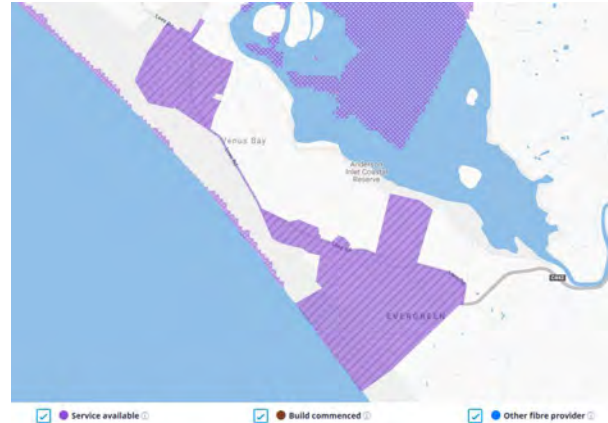 Venus Bay
Anderson
Inlet Coastal
Reserve
EVERGREEN
Service available
Build commenced
Other fibre provider